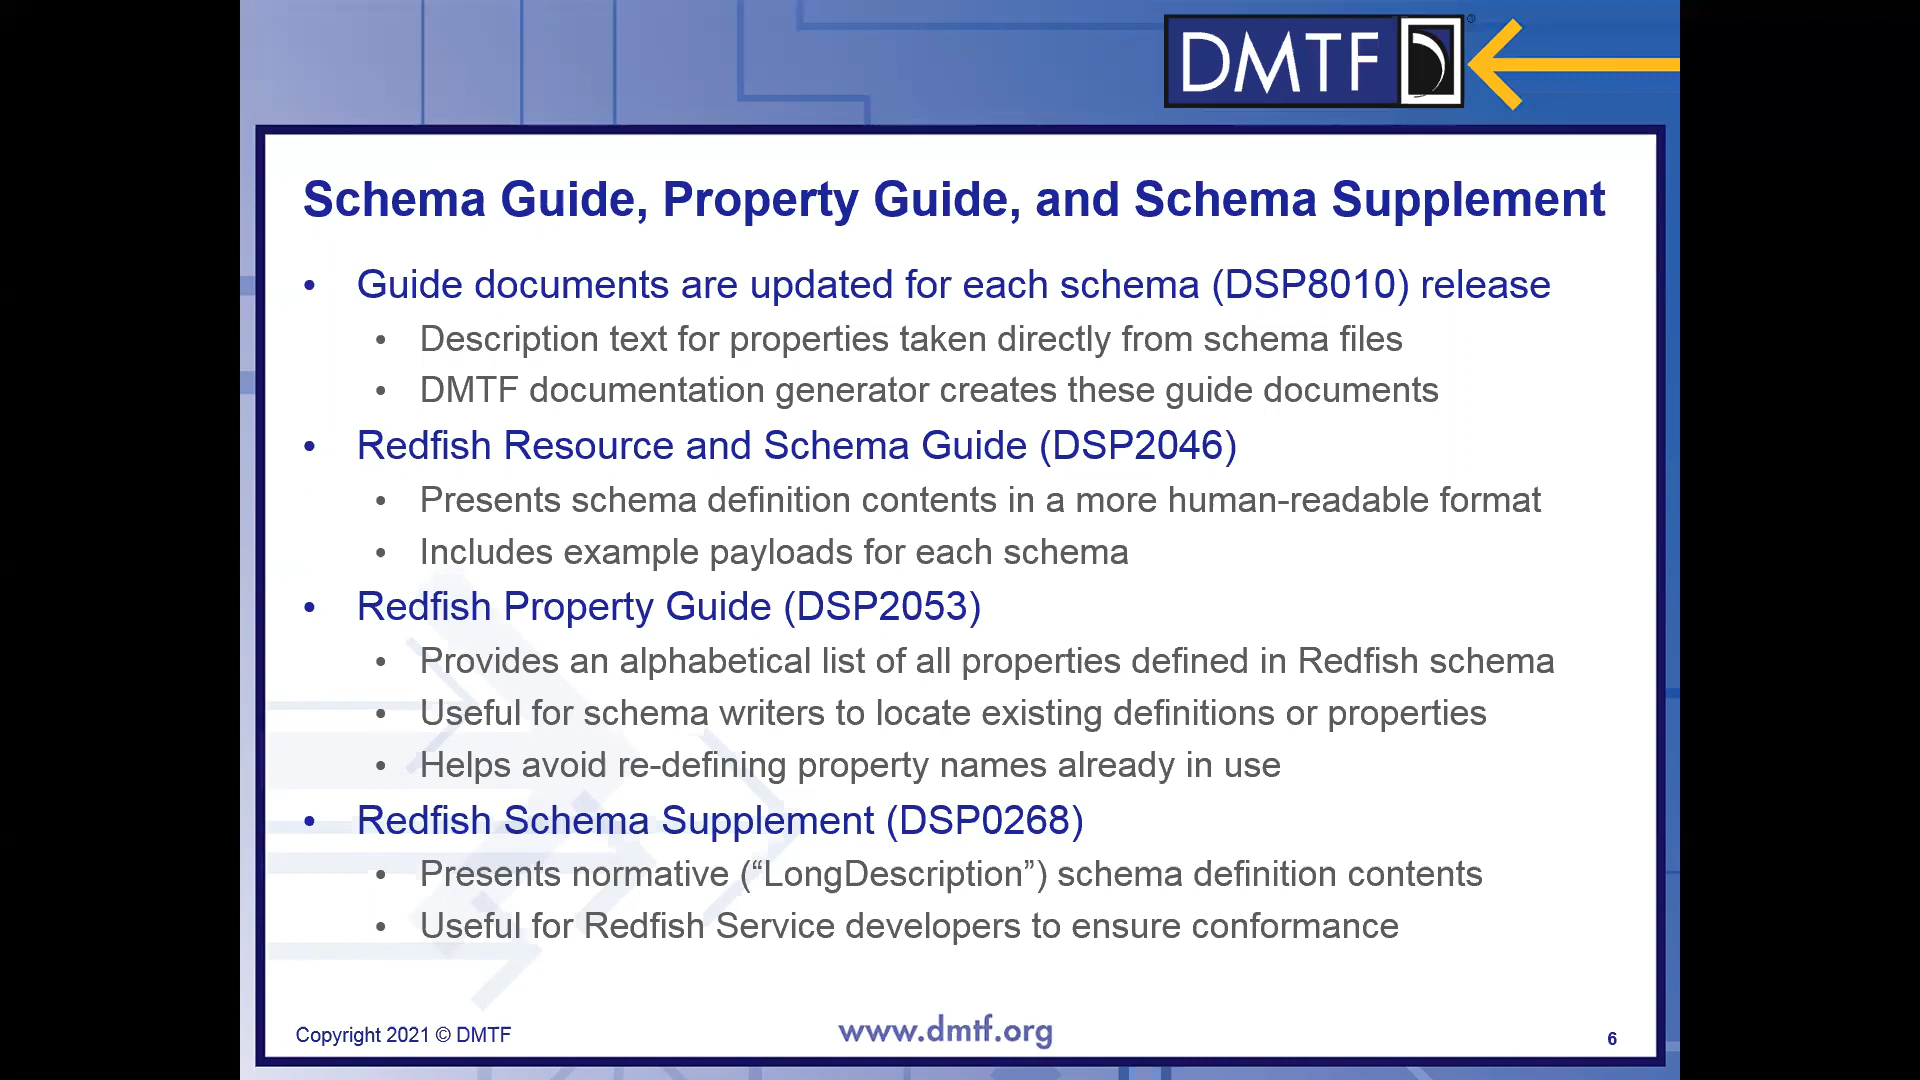 DMTF
Schema Guide, Property Guide, and Schema Supplement
• Guide documents are updated for each schema (DSP8010) release
• Description text for properties taken directly from schema files
• DMTF documentation generator creates these guide documents
• Redfish Resource and Schema Guide (DSP2046)
• Presents schema definition contents in a more human-readable format
• Includes example payloads for each schema
• Redfish Property Guide (DSP2053)
• Provides an alphabetical list of all properties defined in Redfish schema
• Useful for schema writers to locate existing definitions or properties
• Helps avoid re-defining property names already in use
• Redfish Schema Supplement (DSP0268)
• Presents normative (“LongDescription”) schema definition contents
• Useful for Redfish Service developers to ensure conformance
Copyright 2021 © DMTF
www.dmtf.org
6